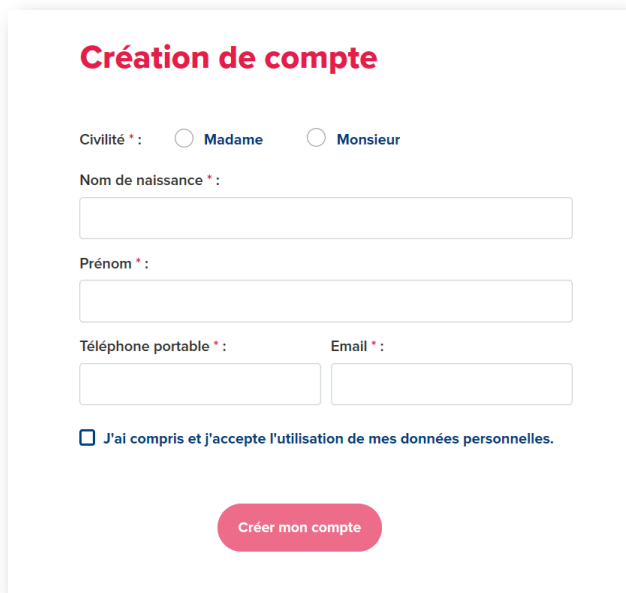 Création de compte
Civilité * : Madame Monsieur
Nom de naissance * :
Prénom * :
Téléphone portable * : Email * :
J'ai compris et j'accepte l'utilisation de mes données personnelles.
Créer mon compte